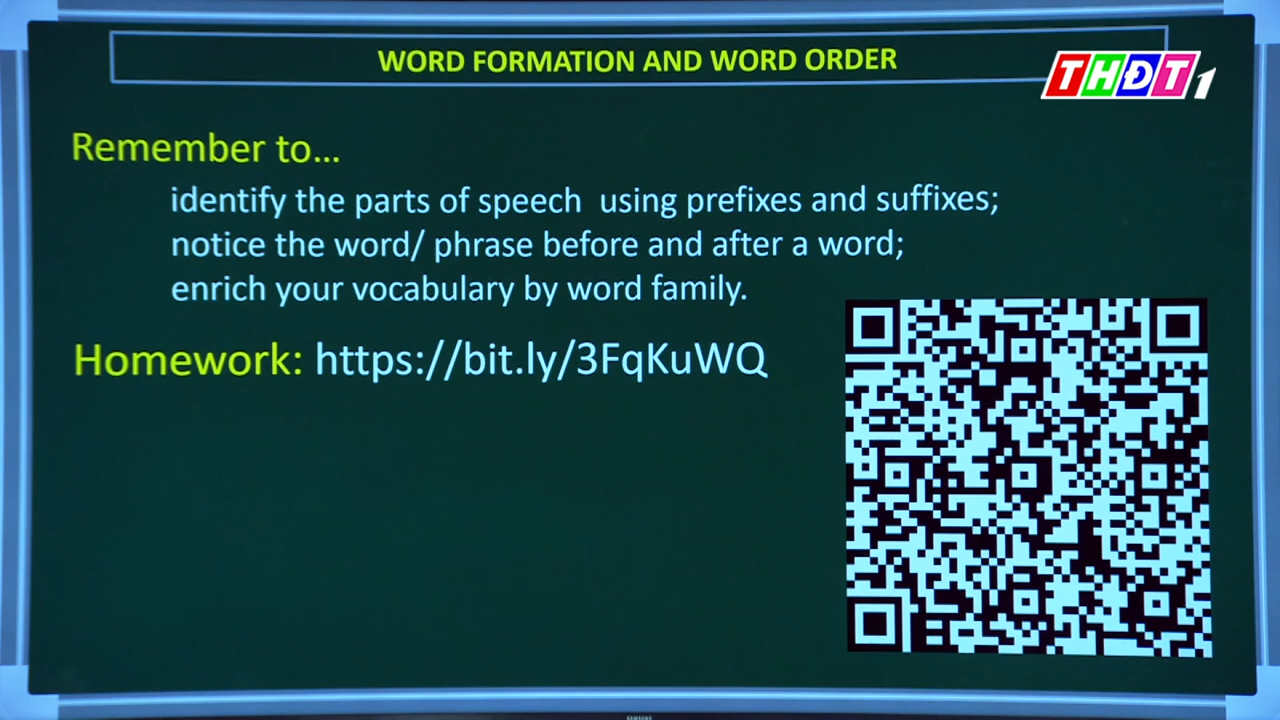 WORD FORMATION AND WORD ORDER
THĐT1
Remember to...
identify the parts of speech using prefixes and suffixes;
notice the word/ phrase before and after a word;
enrich your vocabulary by word family.
Homework: https://bit.ly/3FqKuWQ
SAMSUNG